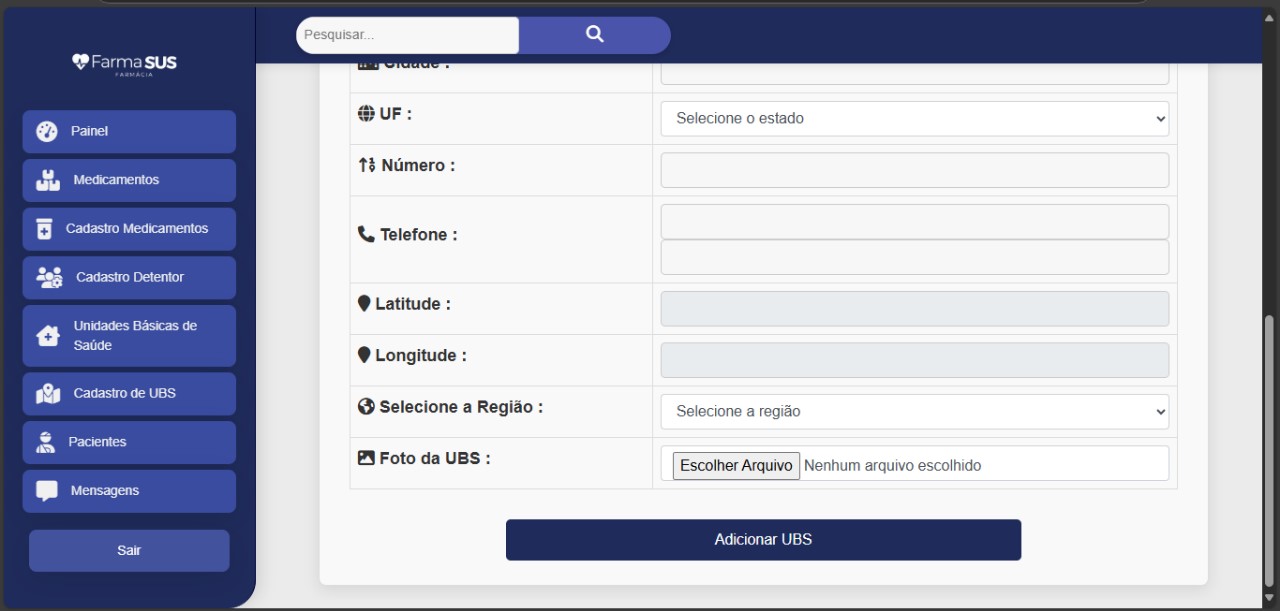 Pesquisar...
Farma SUS
FARMÁCIA
Painel
Medicamentos
Cadastro Medicamentos
Cadastro Detentor
Unidades Básicas de
Saúde
Cadastro de UBS
Pacientes
Mensagens
Sair
Cidade :
UF :
Selecione o estado
Número :
Telefone :
Latitude :
Longitude :
Selecione a Região :
Selecione a região
Foto da UBS :
Escolher Arquivo Nenhum arquivo escolhido
Adicionar UBS